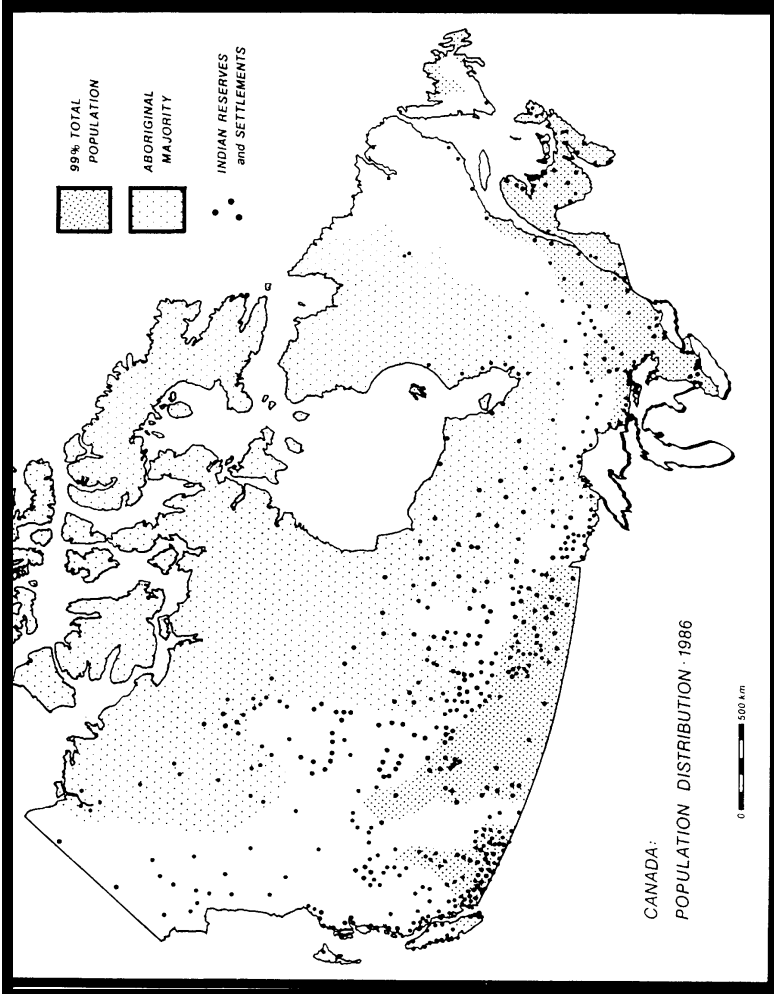 99% TOTAL
POPULATION
ABORIGINAL
MAJORITY
INDIAN RESERVES
and SETTLEMENTS
CANADA:
POPULATION DISTRIBUTION 1986
0 500 km